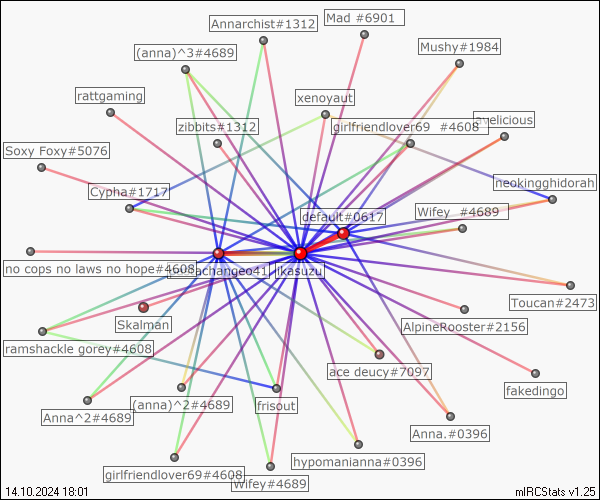 Mad #6901
Annarchist#1312
Mushy#1984
(anna)^3#4689
rattgaming
xenoyaut
avelicious
zibbits#1312
girlfriendlover69 #4608
Soxy Foxy#5076
neokingghidorah
Cypha#1717
default#0617
Wifey #4689
no cops no laws no hope#4608
ikasuzu
Toucan#2473
Skalman
AlpineRooster#2156
ramshackle gorey#4608
ace deucy#7097
fakedingo
Anna^2#4689
(anna)^2#4689
frisout
Anna.#0396
girlfriendlover69#4608
Wifey#4689
hypomanianna#0396
14.10.2024 18:01
mIRCStats v1.25